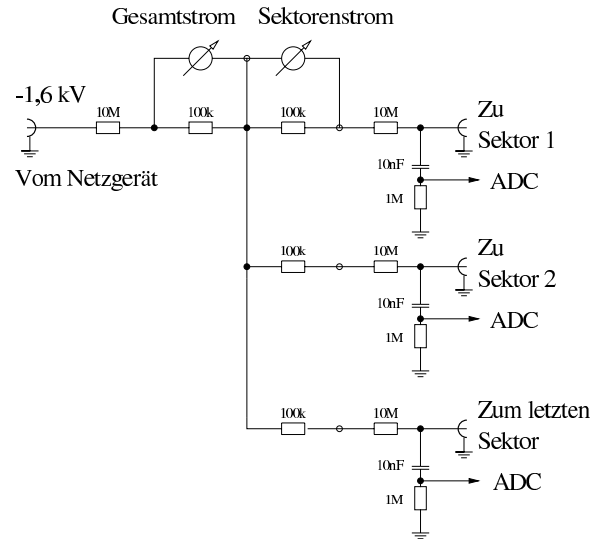 Gesamtstrom
Sektorenstrom
-1,6 kV
10M
100k
100k
10M
Zu
Sektor 1
Vom Netzgerät
10nF
ADC
1M
100k
10M
Zu
Sektor 2
10nF
ADC
1M
100k
10M
Zum letzten
Sektor
10nF
ADC
1M